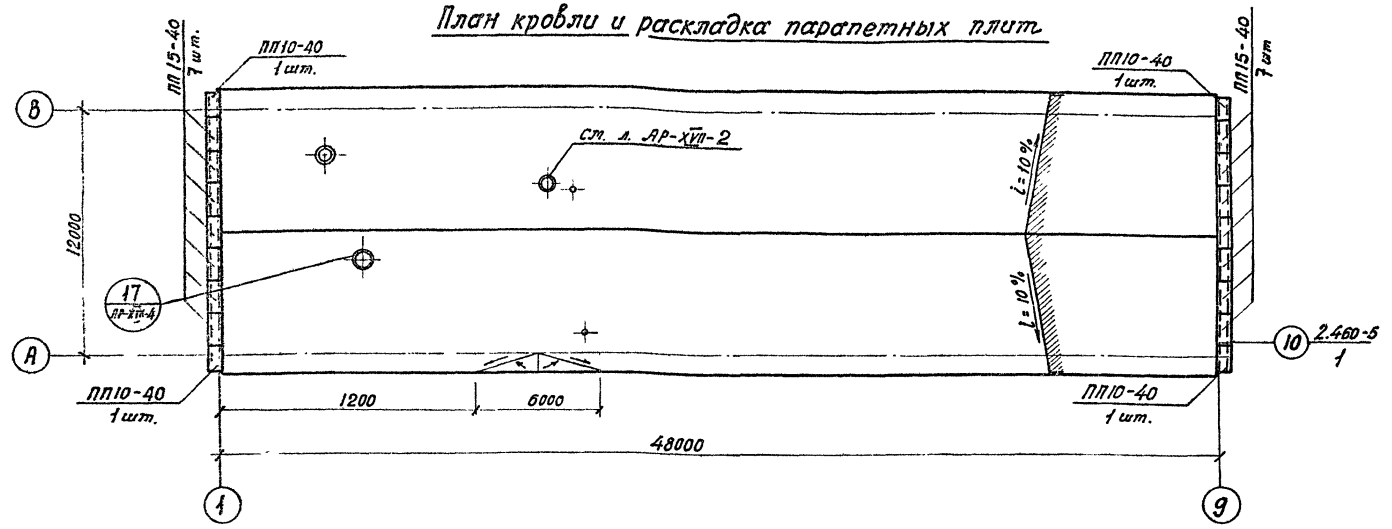 План кровли и раскладка парапетных плит
ПП15-40
7 шт.
ПП10-40
1 шт.
ПП10-40
1 шт.
ПП15-40
7 шт
В
см. л. АР-XVII-2
i=10%
12000
17
АР-XVII-4
i=10%
А
10
2.460-5
1
ПП10-40
1 шт.
1200
6000
ПП10-40
1 шт.
48000
1
9